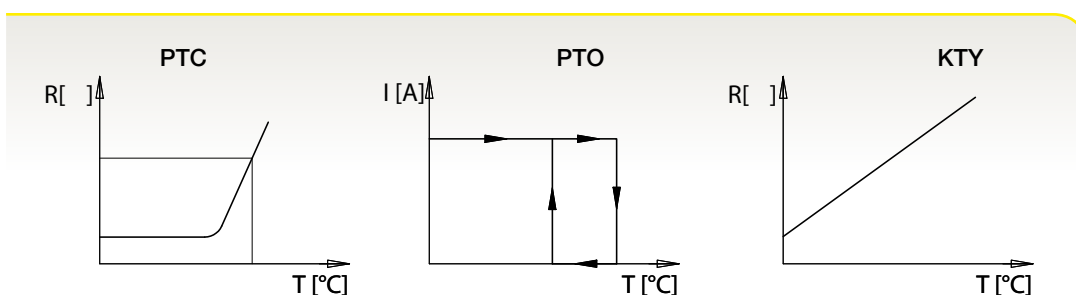 PTC
PTO
KTY
R[ ]
I [A]
R[ ]
T [°C]
T [°C]
T [°C]